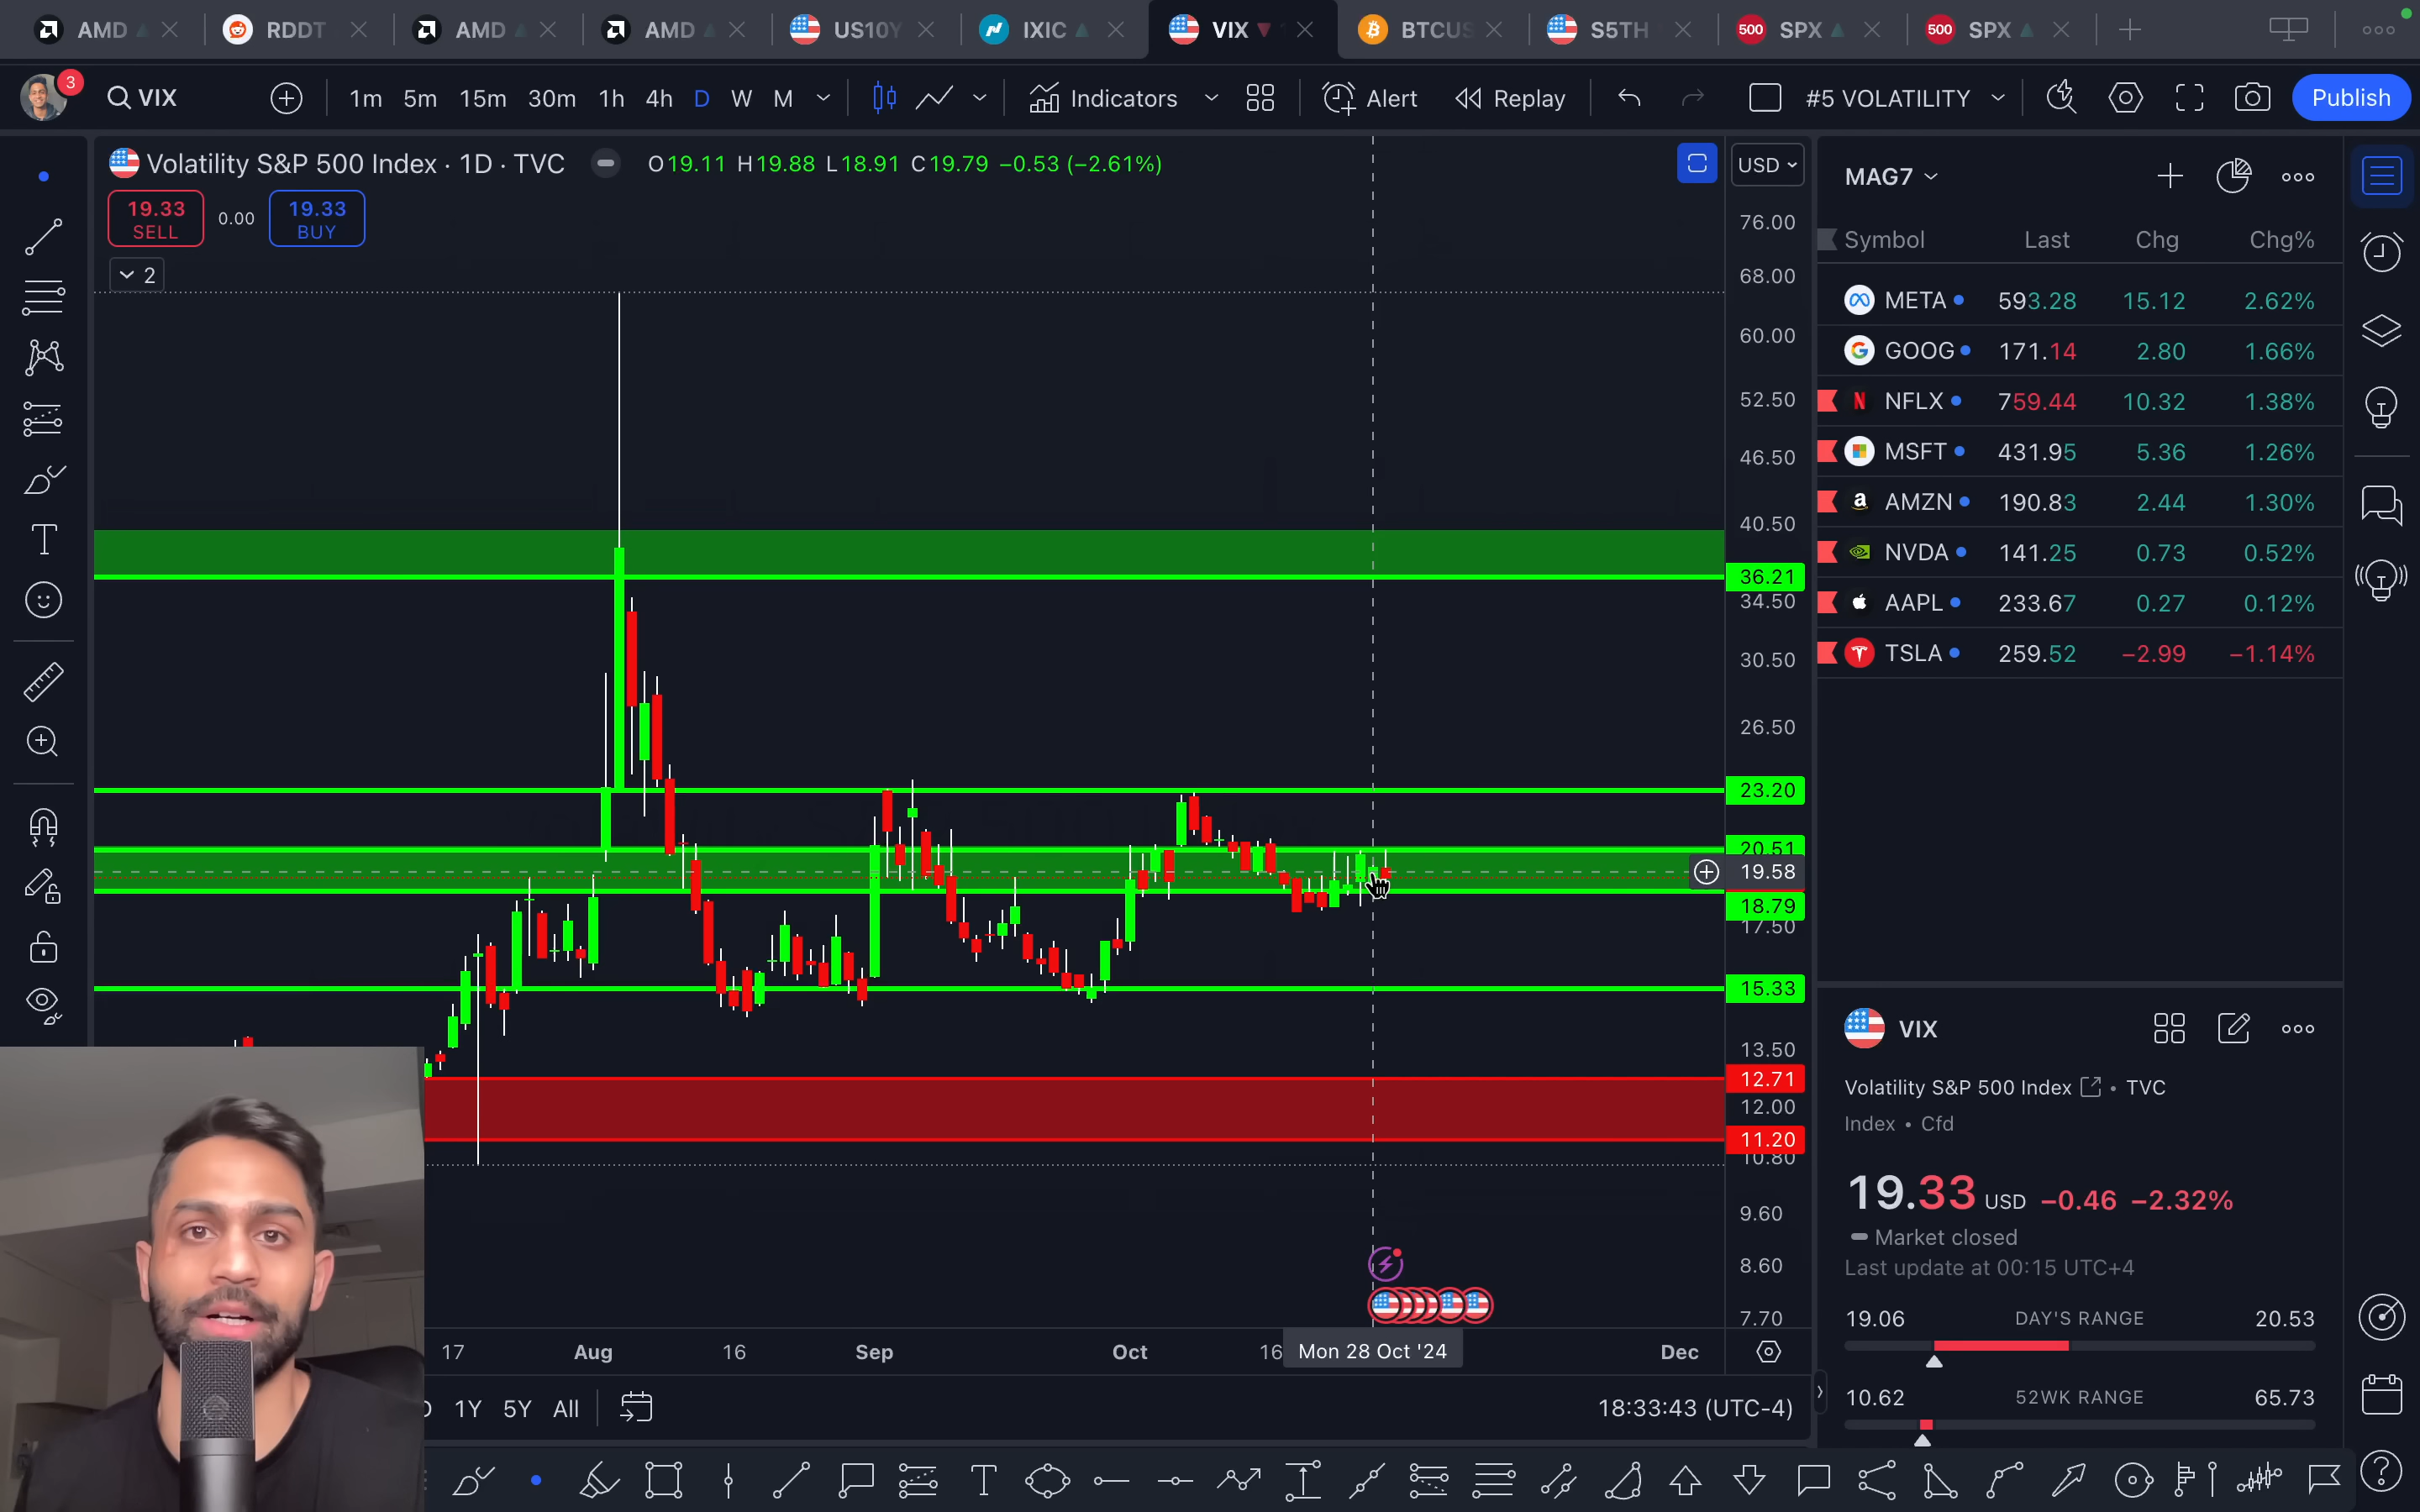 AMD RDDT AMD AMD US10Y IXIC VIX BTCUS S5TH 500 SPX 500 SPX
3 VIX 1m 5m 15m 30m 1h 4h D W M Indicators Alert Replay #5 VOLATILITY Publish
Volatility S&P 500 Index · 1D · TVC O19.11 H19.88 L18.91 C19.79 −0.53 (−2.61%) USD
19.33 SELL 0.00 19.33 BUY
2
76.00
68.00
60.00
52.50
46.50
40.50
36.21
34.50
30.50
26.50
23.20
20.51
19.58
18.79
17.50
15.33
13.50
12.71
12.00
11.20
10.80
9.60
8.60
7.70
17 Aug 16 Sep Oct 16 Mon 28 Oct '24 Dec
1Y 5Y All 18:33:43 (UTC-4)
MAG7
Symbol Last Chg Chg%
META 593.28 15.12 2.62%
GOOG 171.14 2.80 1.66%
NFLX 759.44 10.32 1.38%
MSFT 431.95 5.36 1.26%
AMZN 190.83 2.44 1.30%
NVDA 141.25 0.73 0.52%
AAPL 233.67 0.27 0.12%
TSLA 259.52 −2.99 −1.14%
VIX
Volatility S&P 500 Index • TVC
Index • Cfd
19.33 USD −0.46 −2.32%
Market closed
Last update at 00:15 UTC+4
19.06 DAY'S RANGE 20.53
10.62 52WK RANGE 65.73